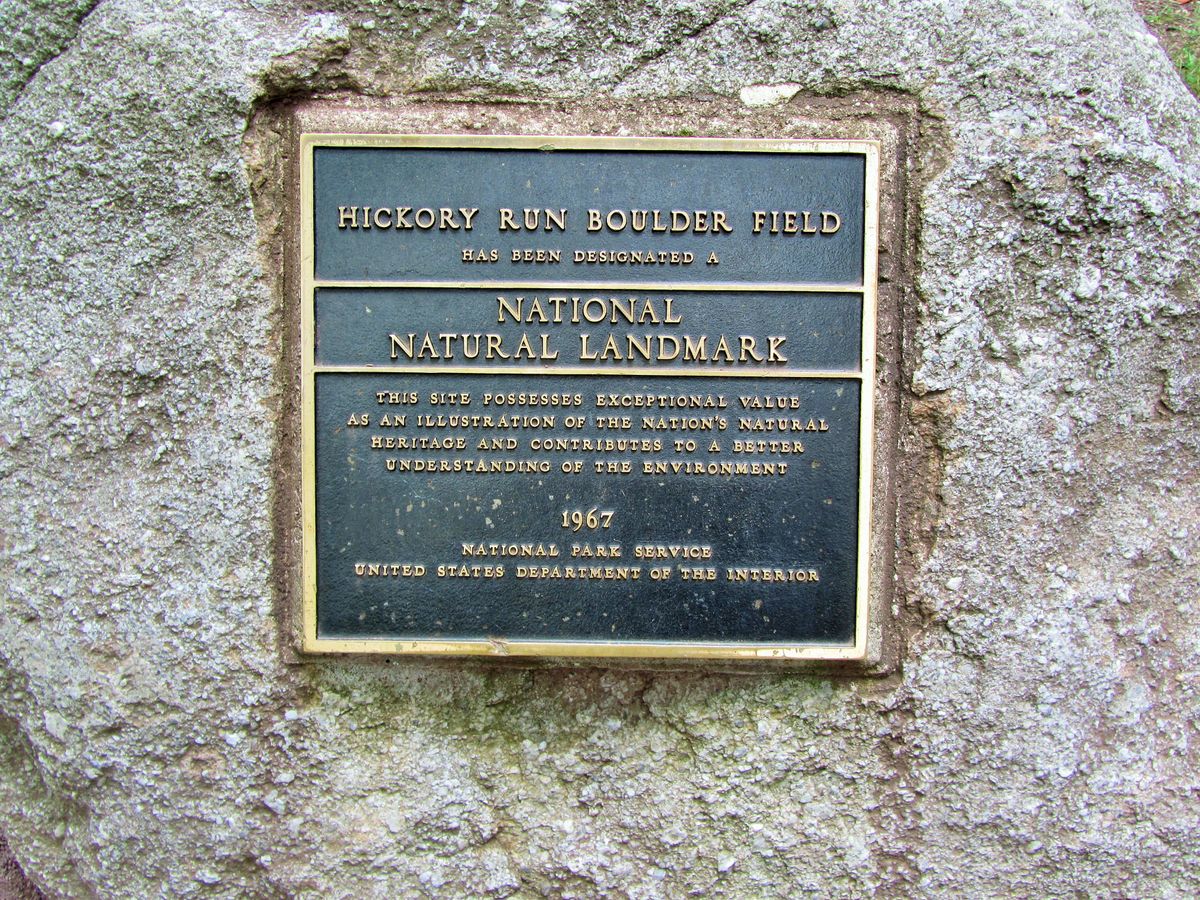 HICKORY RUN BOULDER FIELD
HAS BEEN DESIGNATED A
NATIONAL
NATURAL LANDMARK
THIS SITE POSSESSES EXCEPTIONAL VALUE
AS AN ILLUSTRATION OF THE NATION'S NATURAL
HERITAGE AND CONTRIBUTES TO A BETTER
UNDERSTANDING OF THE ENVIRONMENT
1967
NATIONAL PARK SERVICE
UNITED STATES DEPARTMENT OF THE INTERIOR